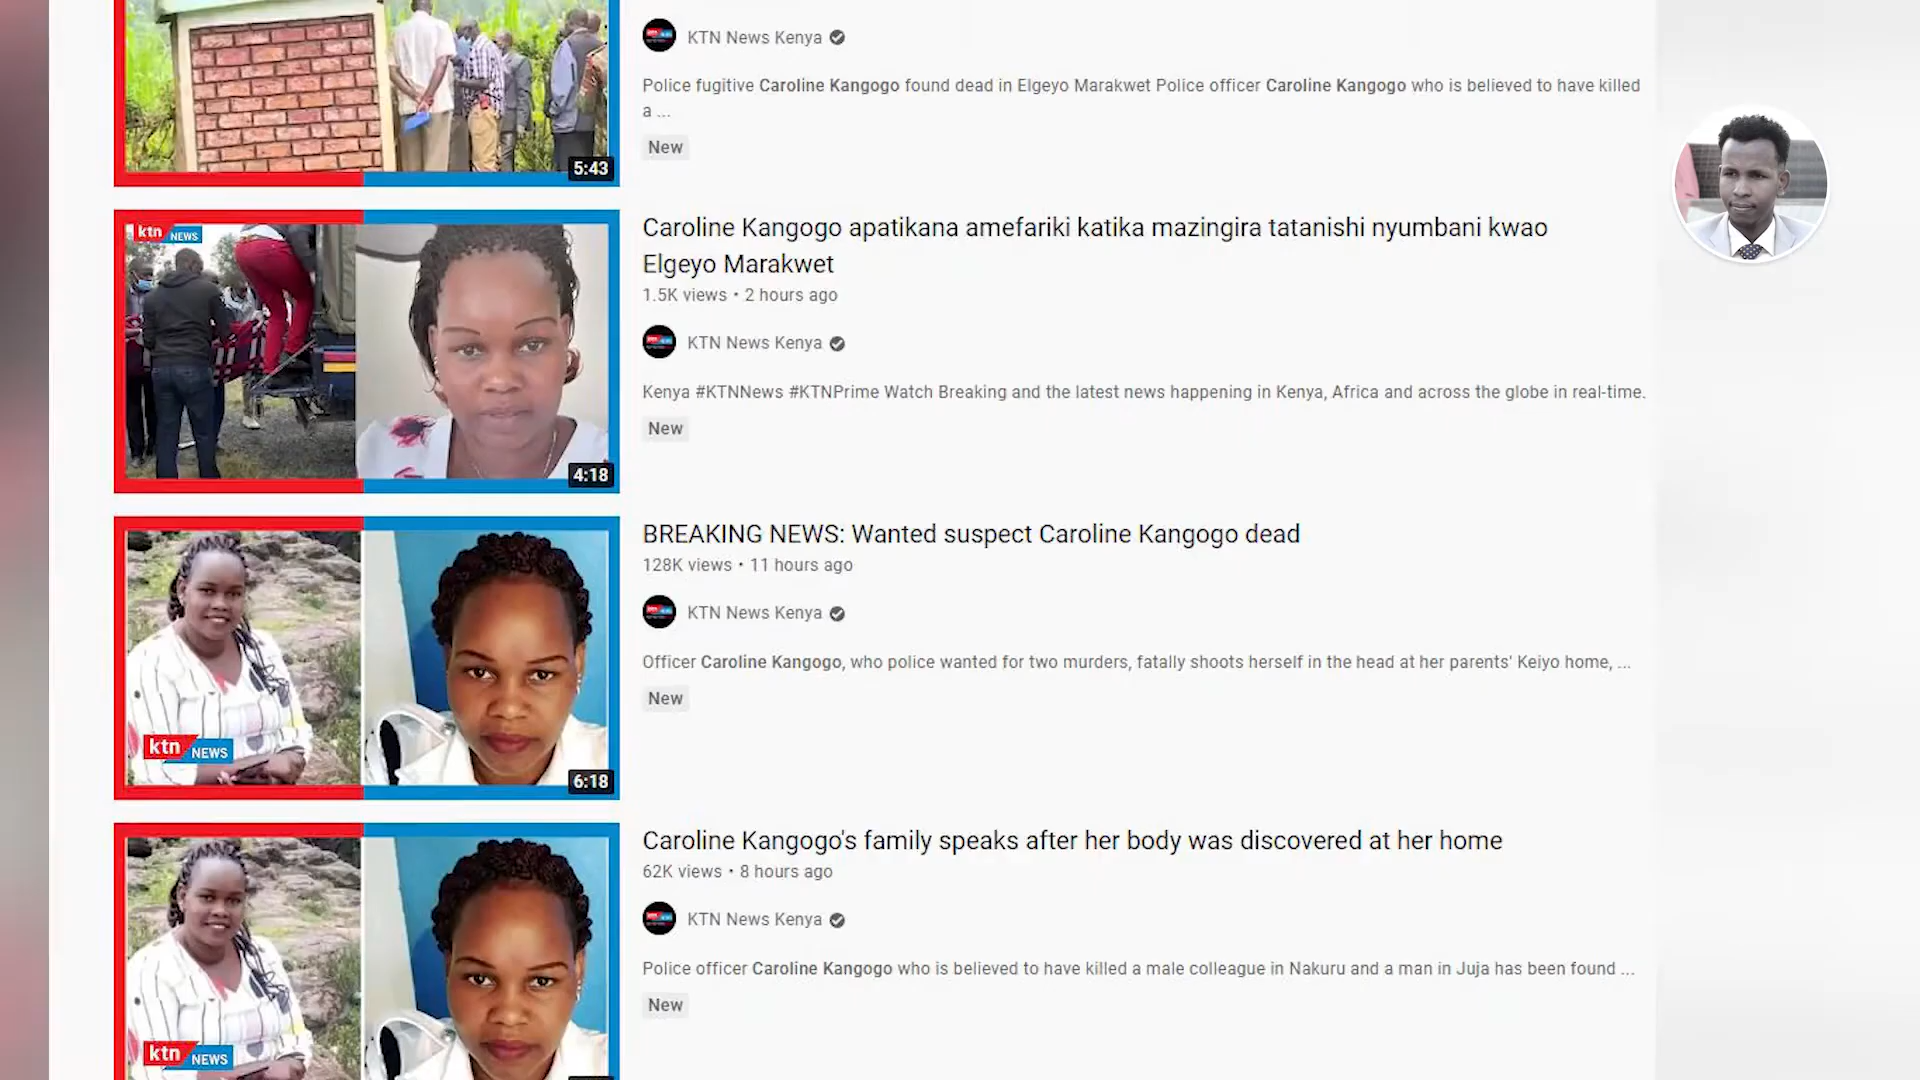 KTN News Kenya
Police fugitive Caroline Kangogo found dead in Elgeyo Marakwet Police officer Caroline Kangogo who is believed to have killed
a ...
New
5:43
ktn NEWS
Caroline Kangogo apatikana amefariki katika mazingira tatanishi nyumbani kwao
Elgeyo Marakwet
1.5K views • 2 hours ago
KTN News Kenya
Kenya #KTNNews #KTNPrime Watch Breaking and the latest news happening in Kenya, Africa and across the globe in real-time.
New
4:18
BREAKING NEWS: Wanted suspect Caroline Kangogo dead
128K views • 11 hours ago
KTN News Kenya
Officer Caroline Kangogo, who police wanted for two murders, fatally shoots herself in the head at her parents' Keiyo home, ...
New
ktn NEWS
6:18
Caroline Kangogo's family speaks after her body was discovered at her home
62K views • 8 hours ago
KTN News Kenya
Police officer Caroline Kangogo who is believed to have killed a male colleague in Nakuru and a man in Juja has been found ...
New
ktn NEWS